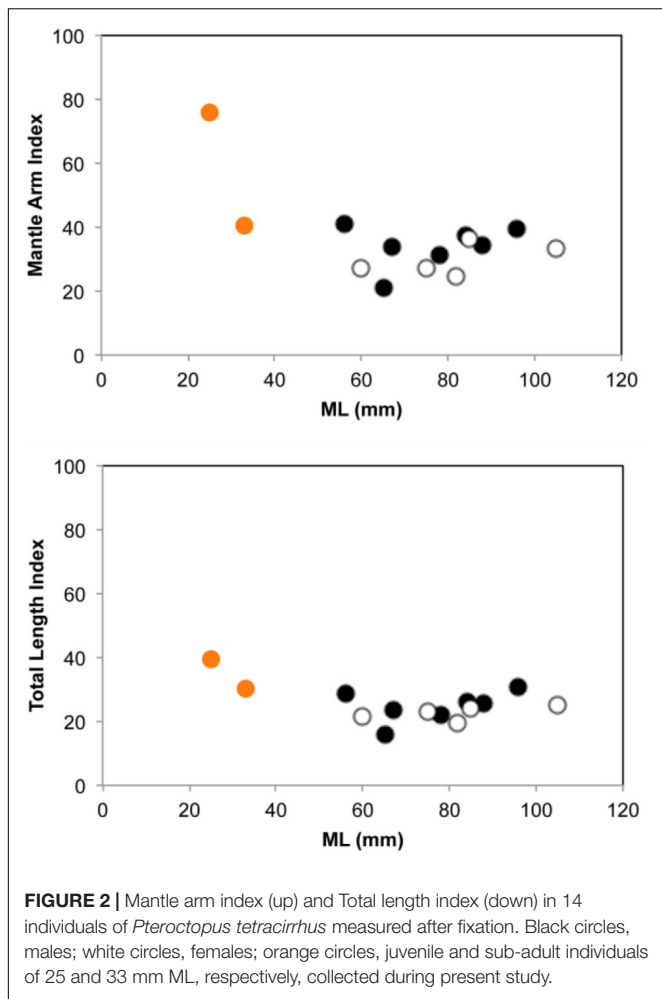 100
80
60
40
20
0
Mantle Arm Index
0 20 40 60 80 100 120
ML (mm)
100
80
60
40
20
0
Total Length Index
0 20 40 60 80 100 120
ML (mm)
FIGURE 2 | Mantle arm index (up) and Total length index (down) in 14
individuals of Pteroctopus tetracirrhus measured after fixation. Black circles,
males; white circles, females; orange circles, juvenile and sub-adult individuals
of 25 and 33 mm ML, respectively, collected during present study.